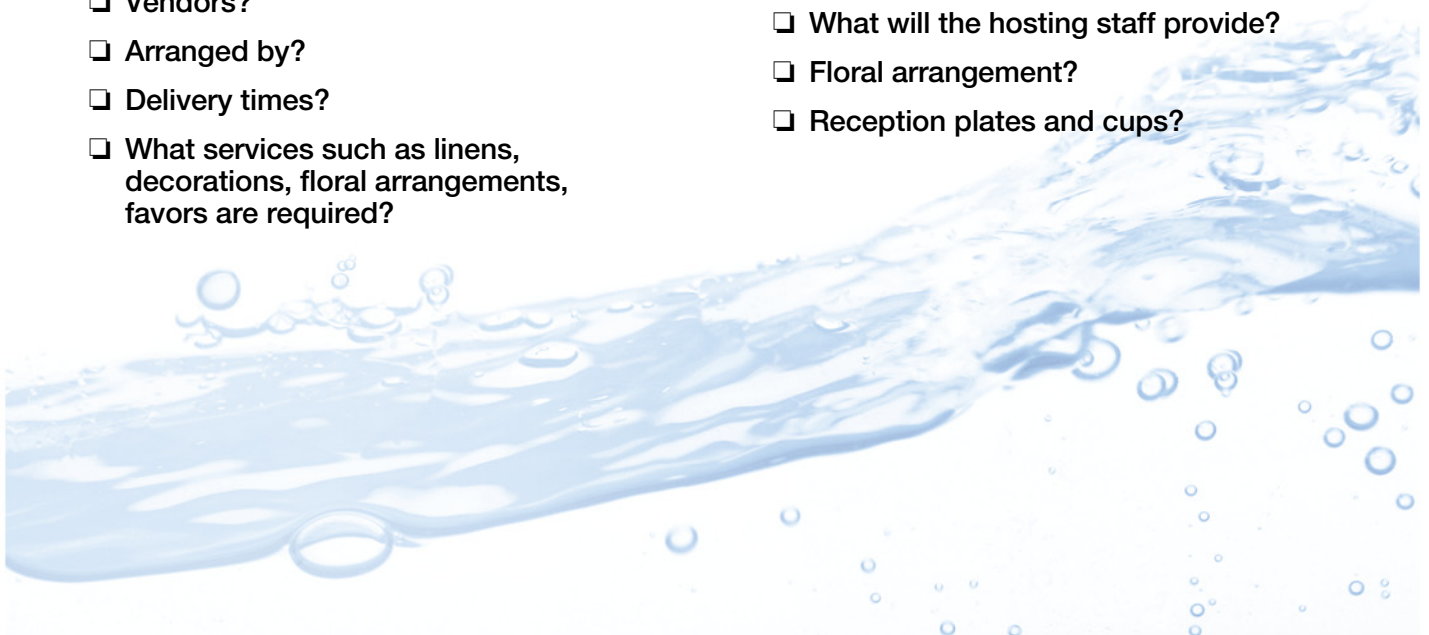 ❏ Vendors?
❏ Arranged by?
❏ Delivery times?
❏ What services such as linens,
decorations, floral arrangements,
favors are required?
❏ What will the hosting staff provide?
❏ Floral arrangement?
❏ Reception plates and cups?